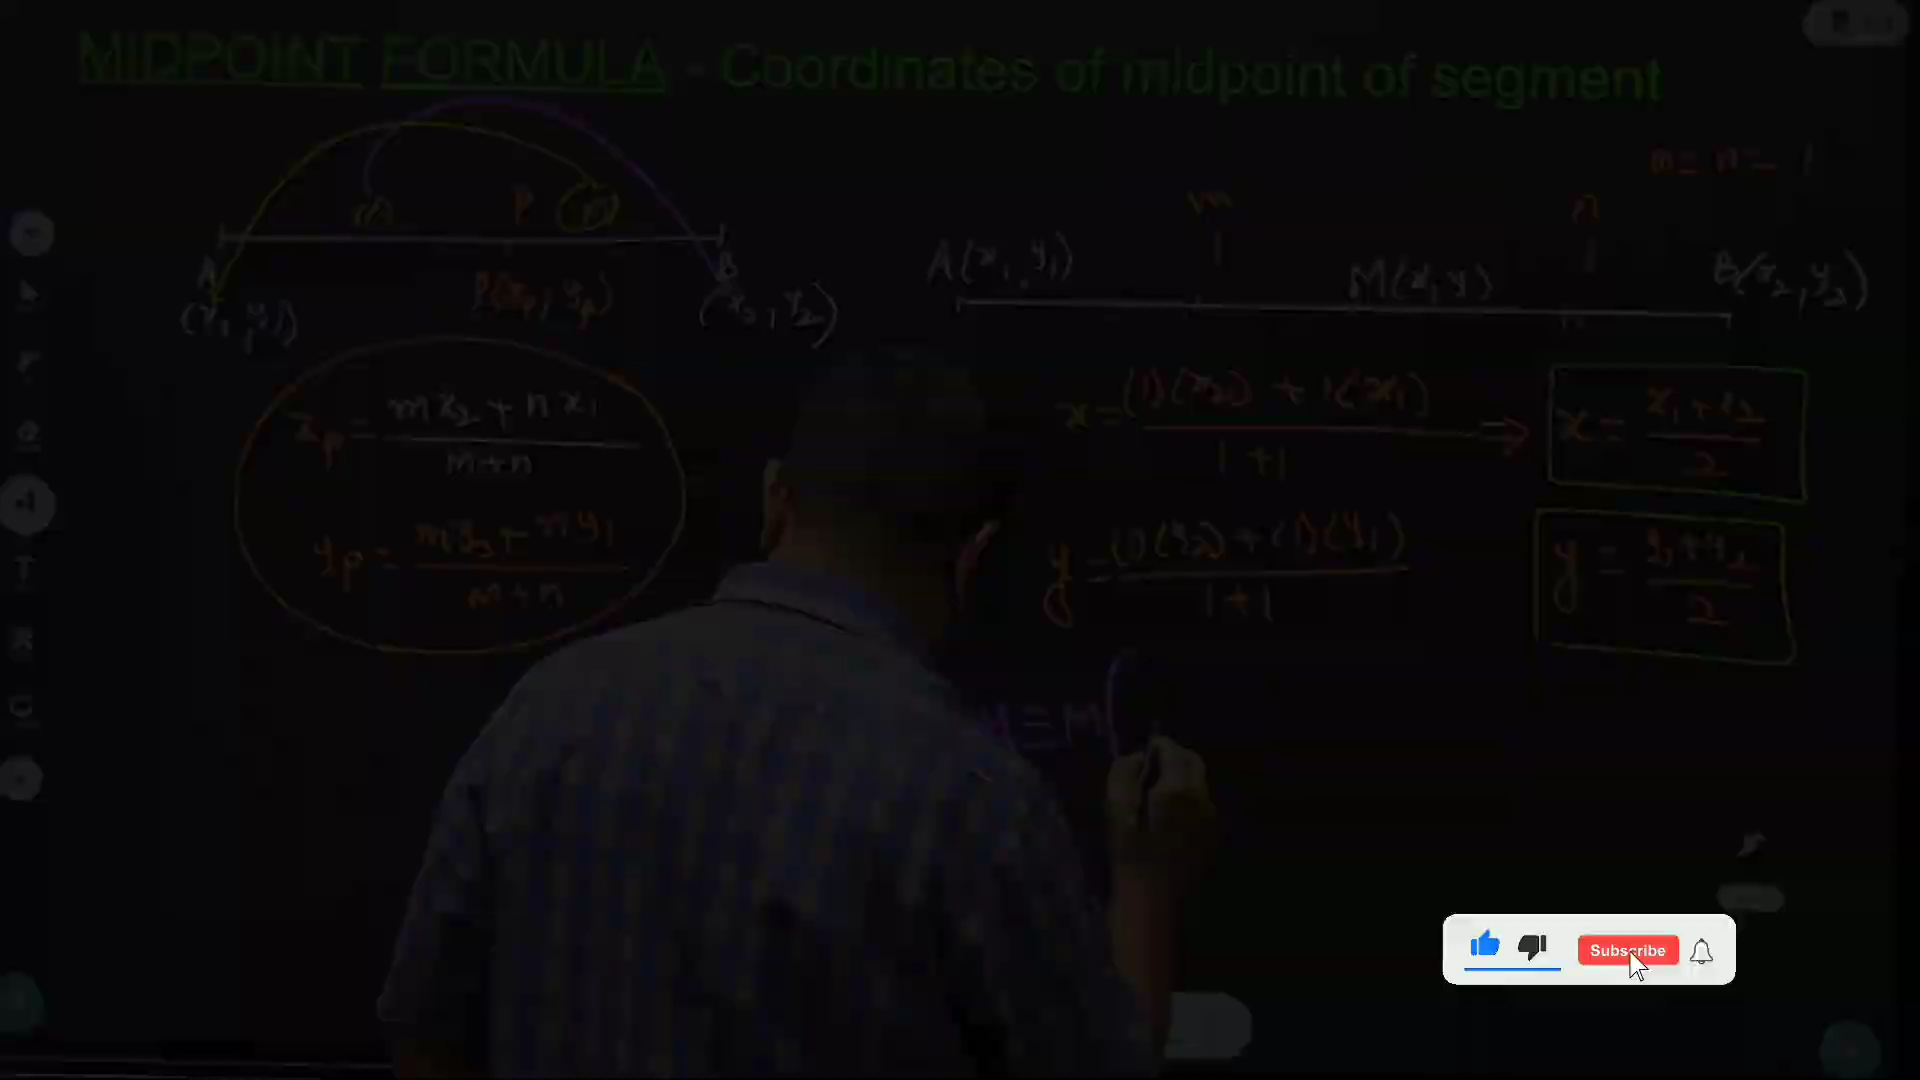 MIDPOINT FORMULA - Coordinates of midpoint of segment
m = n = 1
m P n
m n
A B
A(x₁, y₁) M(x, y) B(x₂, y₂)
(x₁, y₁) P(xₚ, yₚ) (x₂, y₂)
xₚ = mx₂ + nx₁ / m+n
x = (1)(x₂) + 1(x₁) / 1+1 ⇒ x = x₁ + x₂ / 2
yₚ = my₂ + ny₁ / m+n
y = (1)(y₂) + (1)(y₁) / 1+1
y = y₁ + y₂ / 2
≡ M(
T
Subscribe